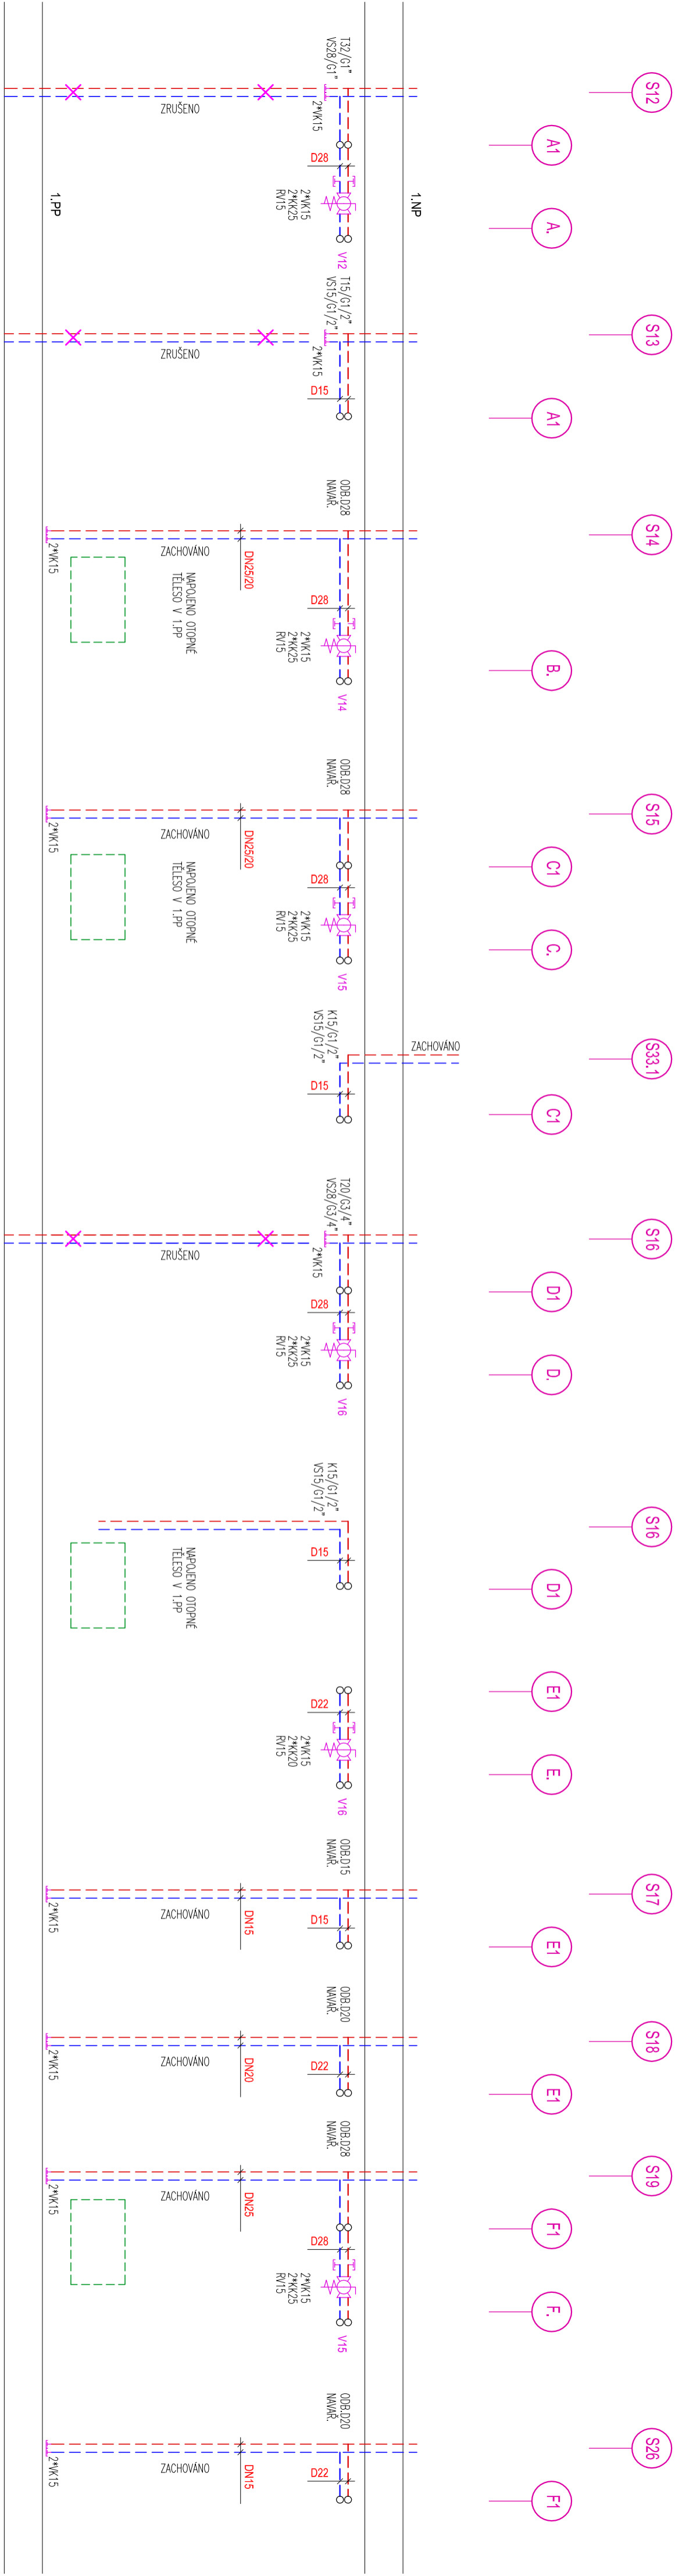 S12
A1
A.
S13
A1
S14
B.
S15
C1
C.
S33.1
C1
S16
D1
D.
S16
D1
E1
E.
S17
E1
S18
E1
S19
F1
F.
S26
F1
1.NP
1.PP
T32/G1"
VS28/G1"
2*VK15
D28
2*VK15
2*KK25
RV15
V12
ZRUŠENO
T15/G1/2"
VS15/G1/2"
2*VK15
D15
ZRUŠENO
ODB.D28
NAVAŘ.
D28
2*VK15
2*KK25
RV15
V14
DN25/20
ZACHOVÁNO
NAPOJENO OTOPNÉ
TĚLESO V 1.PP
2*VK15
ODB.D28
NAVAŘ.
D28
2*VK15
2*KK25
RV15
V15
DN25/20
ZACHOVÁNO
NAPOJENO OTOPNÉ
TĚLESO V 1.PP
2*VK15
ZACHOVÁNO
K15/G1/2"
VS15/G1/2"
D15
T20/G3/4"
VS28/G3/4"
2*VK15
D28
2*VK15
2*KK25
RV15
V16
ZRUŠENO
K15/G1/2"
VS15/G1/2"
D15
NAPOJENO OTOPNÉ
TĚLESO V 1.PP
D22
2*VK15
2*KK20
RV15
V16
ODB.D15
NAVAŘ.
D15
DN15
ZACHOVÁNO
2*VK15
ODB.D20
NAVAŘ.
D22
DN20
ZACHOVÁNO
2*VK15
ODB.D28
NAVAŘ.
D28
2*VK15
2*KK25
RV15
V15
DN25
ZACHOVÁNO
2*VK15
ODB.D20
NAVAŘ.
D22
DN15
ZACHOVÁNO
2*VK15